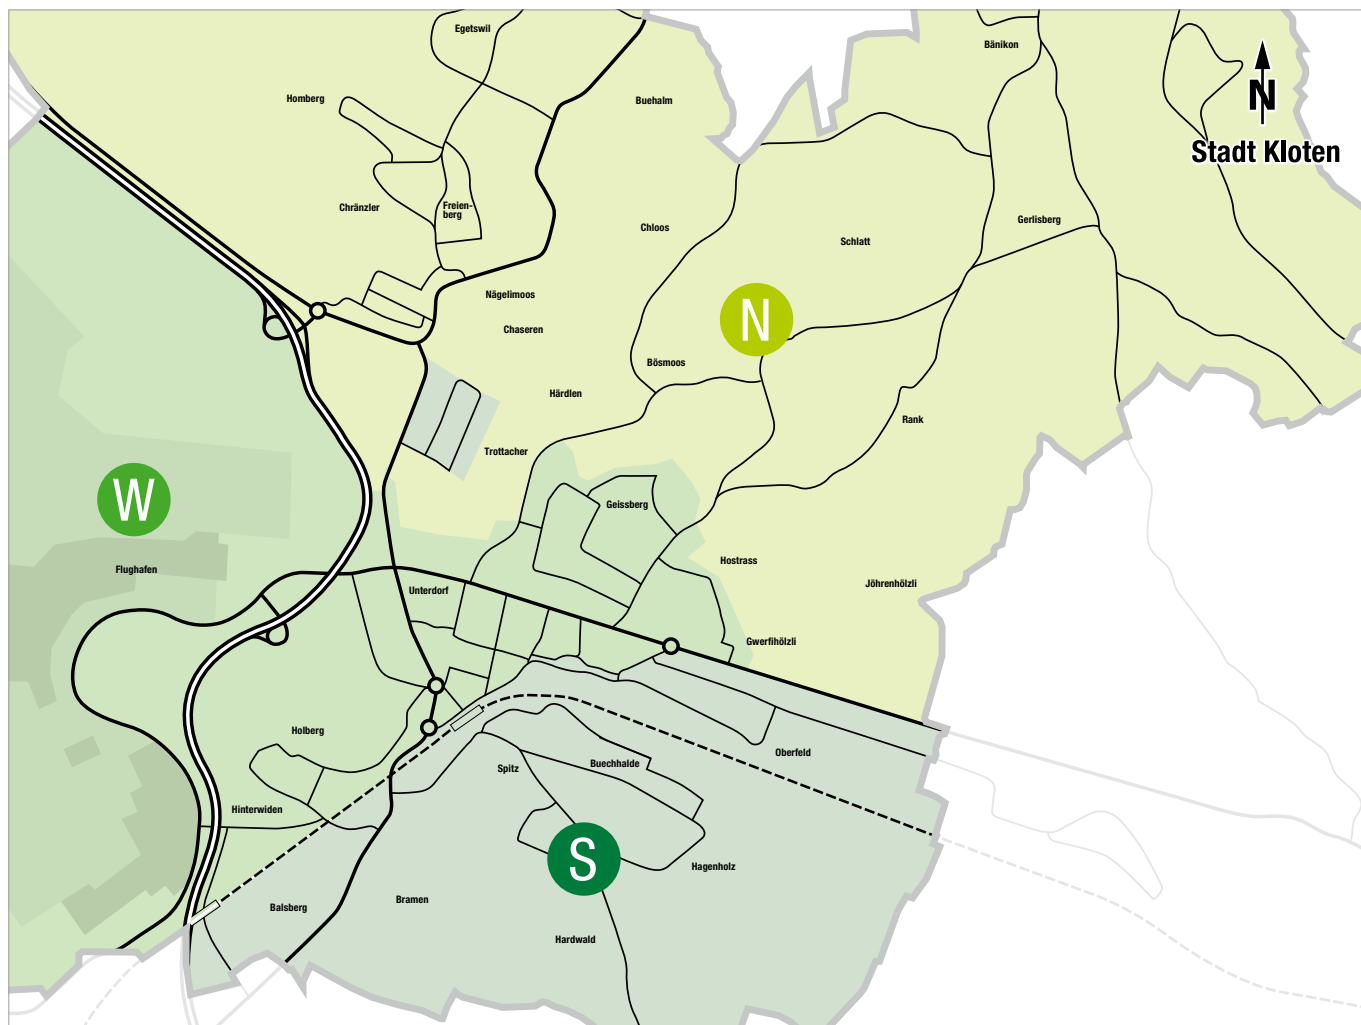 Egetswil
Bänikon
Homberg
Buehalm
N
Stadt Kloten
Chränzler
Freien-
berg
Chloos
Gerlisberg
Schlatt
Nägelimoos
Chaseren
N
Bösmoos
Härdlen
Rank
Trottacher
W
Geissberg
Flughafen
Hostrass
Jöhrenhölzli
Unterdorf
Gwerfihölzli
Holberg
Oberfeld
Spitz
Buechhalde
Hinterwiden
S
Hagenholz
Balsberg
Bramen
Hardwald